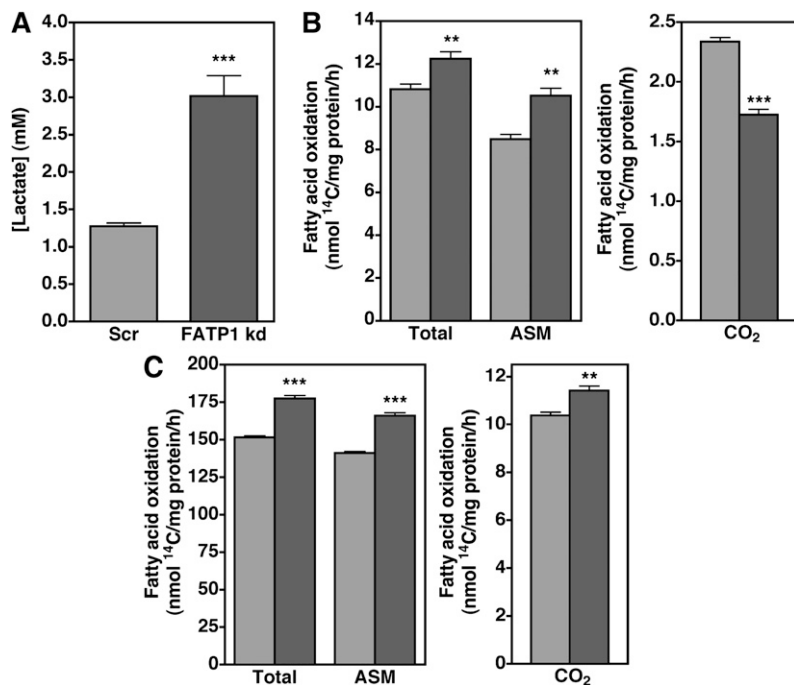 A
[Lactate] (mM)
4.0
3.5
3.0
2.5
2.0
1.5
1.0
0.5
0.0
***
Scr
FATP1 kd
B
Fatty acid oxidation
(nmol ¹⁴C/mg protein/h)
14
12
10
8
6
4
2
0
**
**
Total
ASM
Fatty acid oxidation
(nmol ¹⁴C/mg protein/h)
2.5
2.0
1.5
1.0
0.5
0.0
***
CO₂
C
Fatty acid oxidation
(nmol ¹⁴C/mg protein/h)
200
175
150
125
100
75
50
25
0
***
***
Total
ASM
Fatty acid oxidation
(nmol ¹⁴C/mg protein/h)
12
10
8
6
4
2
0
**
CO₂